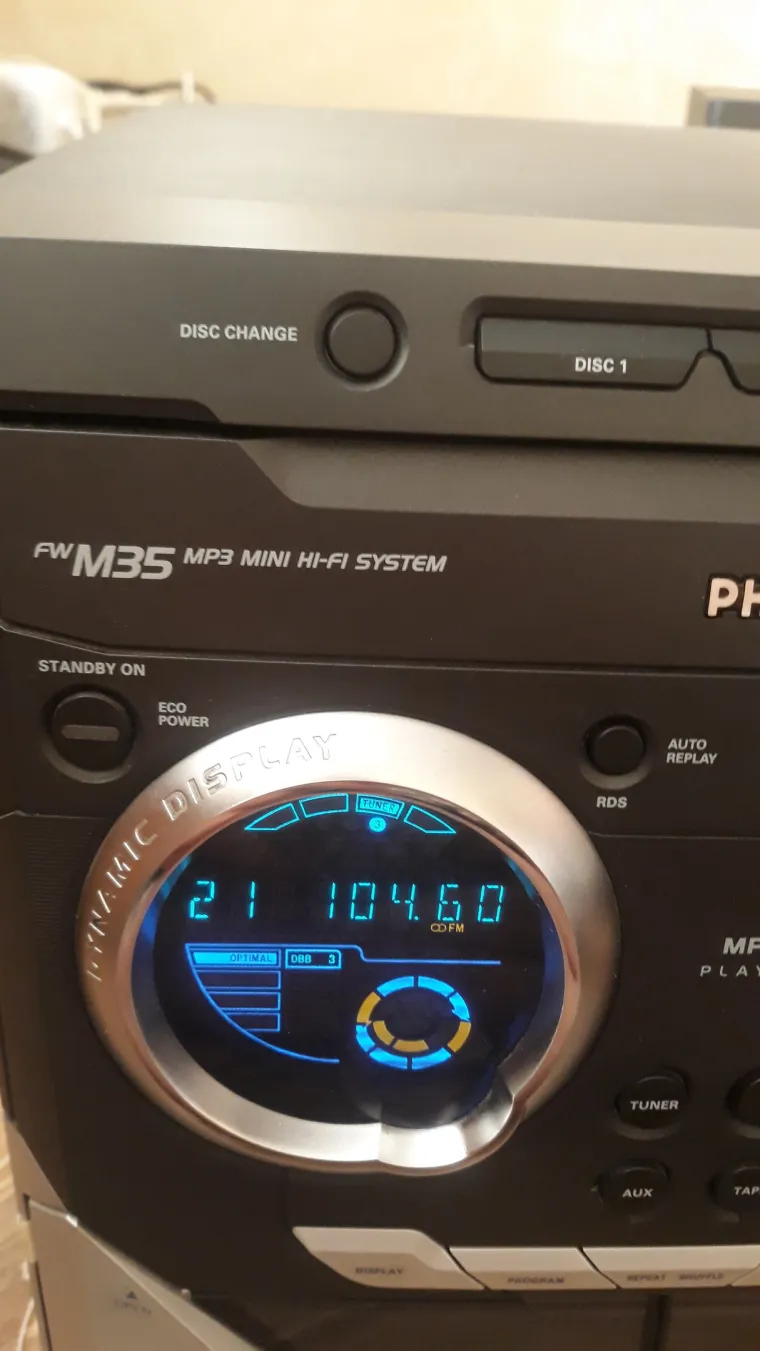 DISC CHANGE
DISC 1
FW M35 MP3 MINI HI-FI SYSTEM
PH
STANDBY ON
ECO
POWER
AUTO
REPLAY
RDS
DYNAMIC DISPLAY
TUNER
21 104.60
FM
OPTIMAL DBB 3
MP
PLAY
TUNER
AUX
TAP
DISPLAY
PROGRAM
REPEAT SHUFFLE
OPEN